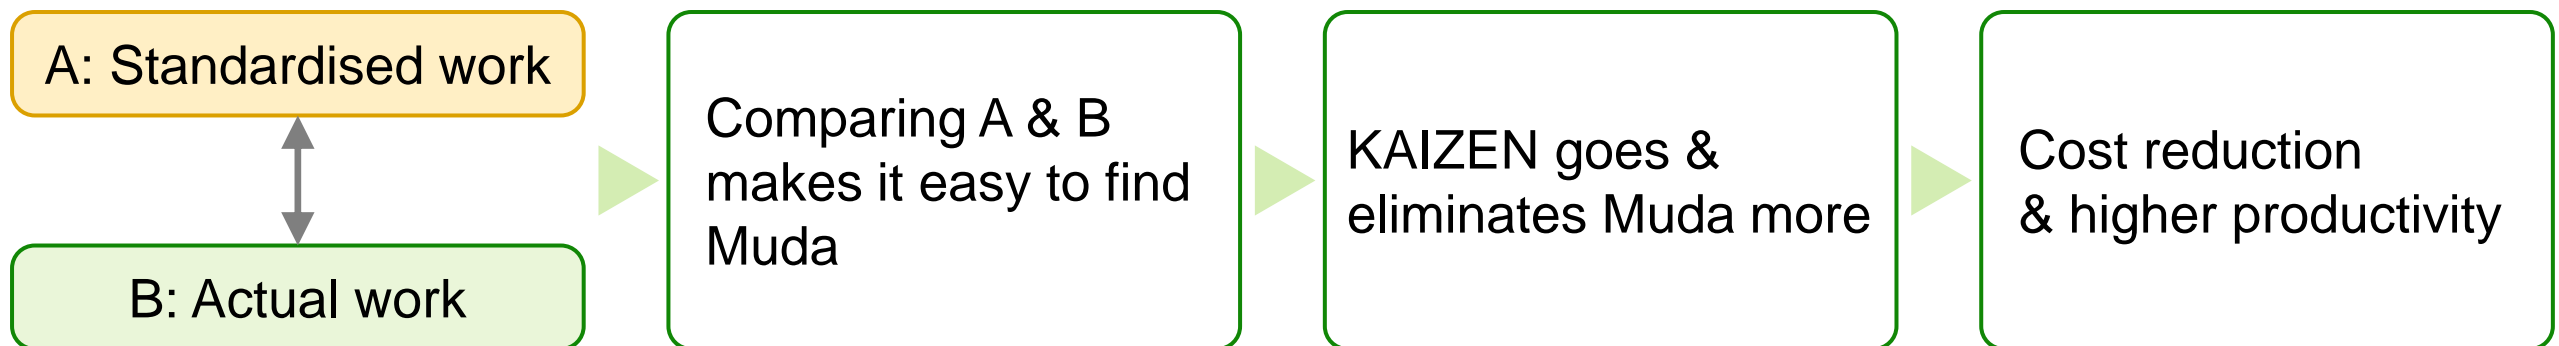 A: Standardised work
B: Actual work
Comparing A & B
makes it easy to find
Muda
KAIZEN goes &
eliminates Muda more
Cost reduction
& higher productivity